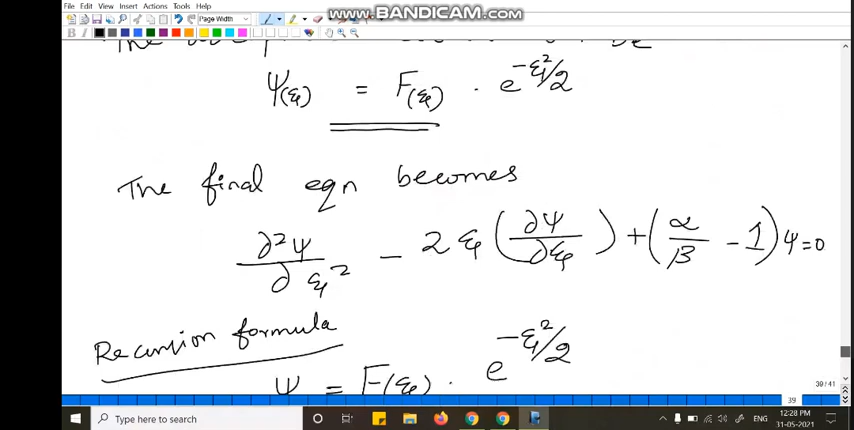 File Edit View Insert Actions Tools Help
www.BANDICAM.com
Page Width
B I
ψ(ξ) = F(ξ) . e^{-ξ²/2}
The final eqn becomes
∂²ψ/∂ξ² - 2ξ (∂ψ/∂ξ) + (α/β - 1)ψ=0
Recursion formula
ψ = F(ξ) . e^{-ξ²/2}
39/41
39
Type here to search
ENG
12:28 PM
31-05-2021